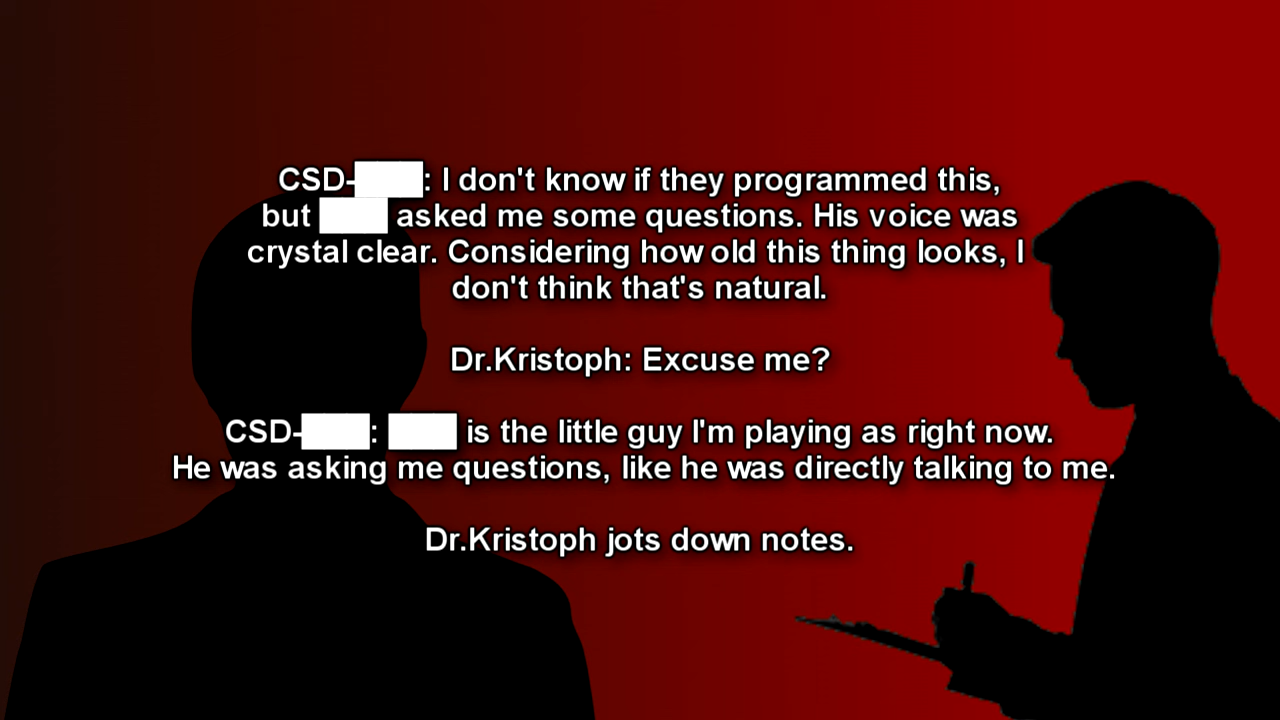 CSD-: I don't know if they programmed this,
but asked me some questions. His voice was
crystal clear. Considering how old this thing looks, I
don't think that's natural.
Dr.Kristoph: Excuse me?
CSD-: is the little guy I'm playing as right now.
He was asking me questions, like he was directly talking to me.
Dr.Kristoph jots down notes.